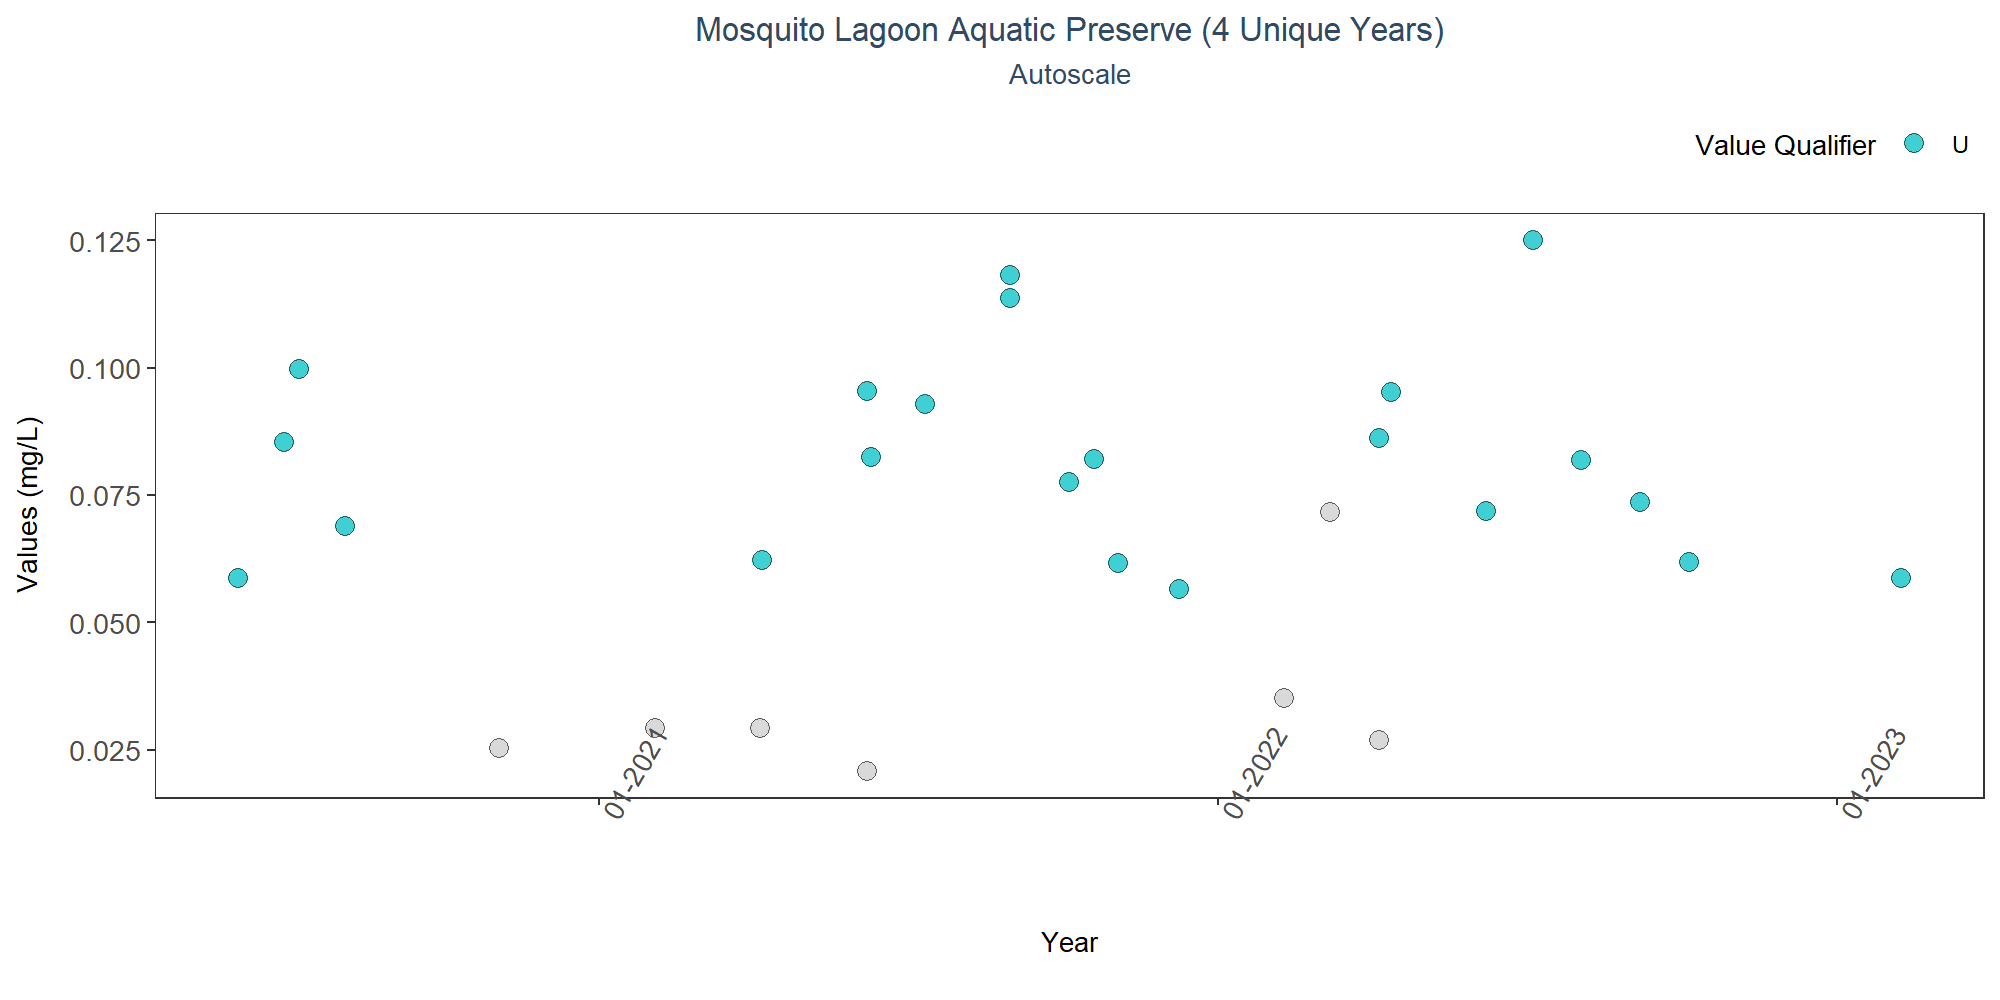 Mosquito Lagoon Aquatic Preserve (4 Unique Years)
Autoscale
Value Qualifier U
Values (mg/L)
0.125
0.100
0.075
0.050
0.025
01-2021
01-2022
01-2023
Year